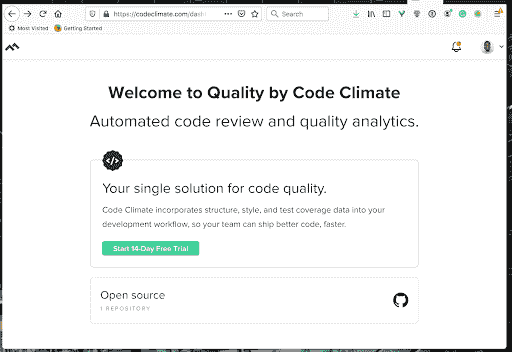 https://codeclimate.com/das
Search
Most Visited
Getting Started
Welcome to Quality by Code Climate
Automated code review and quality analytics.
Your single solution for code quality.
Code Climate incorporates structure, style, and test coverage data into your
development workflow, so your team can ship better code, faster.
Start 14-Day Free Trial
Open source
1 REPOSITORY